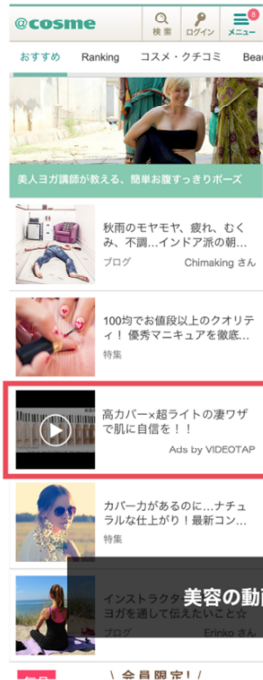 @cosme
検索
ログイン
メニュー
8
おすすめ
Ranking
コスメ・クチコミ
Beau
美人ヨガ講師が教える、簡単お腹すっきりポーズ
秋雨のモヤモヤ、疲れ、むく
み、不調...インドア派の朝...
ブログ
Chimaking さん
100均でお値段以上のクオリテ
ィ！ 優秀マニキュアを徹底...
特集
高カバー×超ライトの凄ワザ
で肌に自信を！！
Ads by VIDEOTAP
カバー力があるのに...ナチュ
ラルな仕上がり！最新コン...
特集
インストラクタ
ヨガを通して伝えたいこと☆
ブログ
Erinko さん
美容の動
毎日
\ 会員限定! /